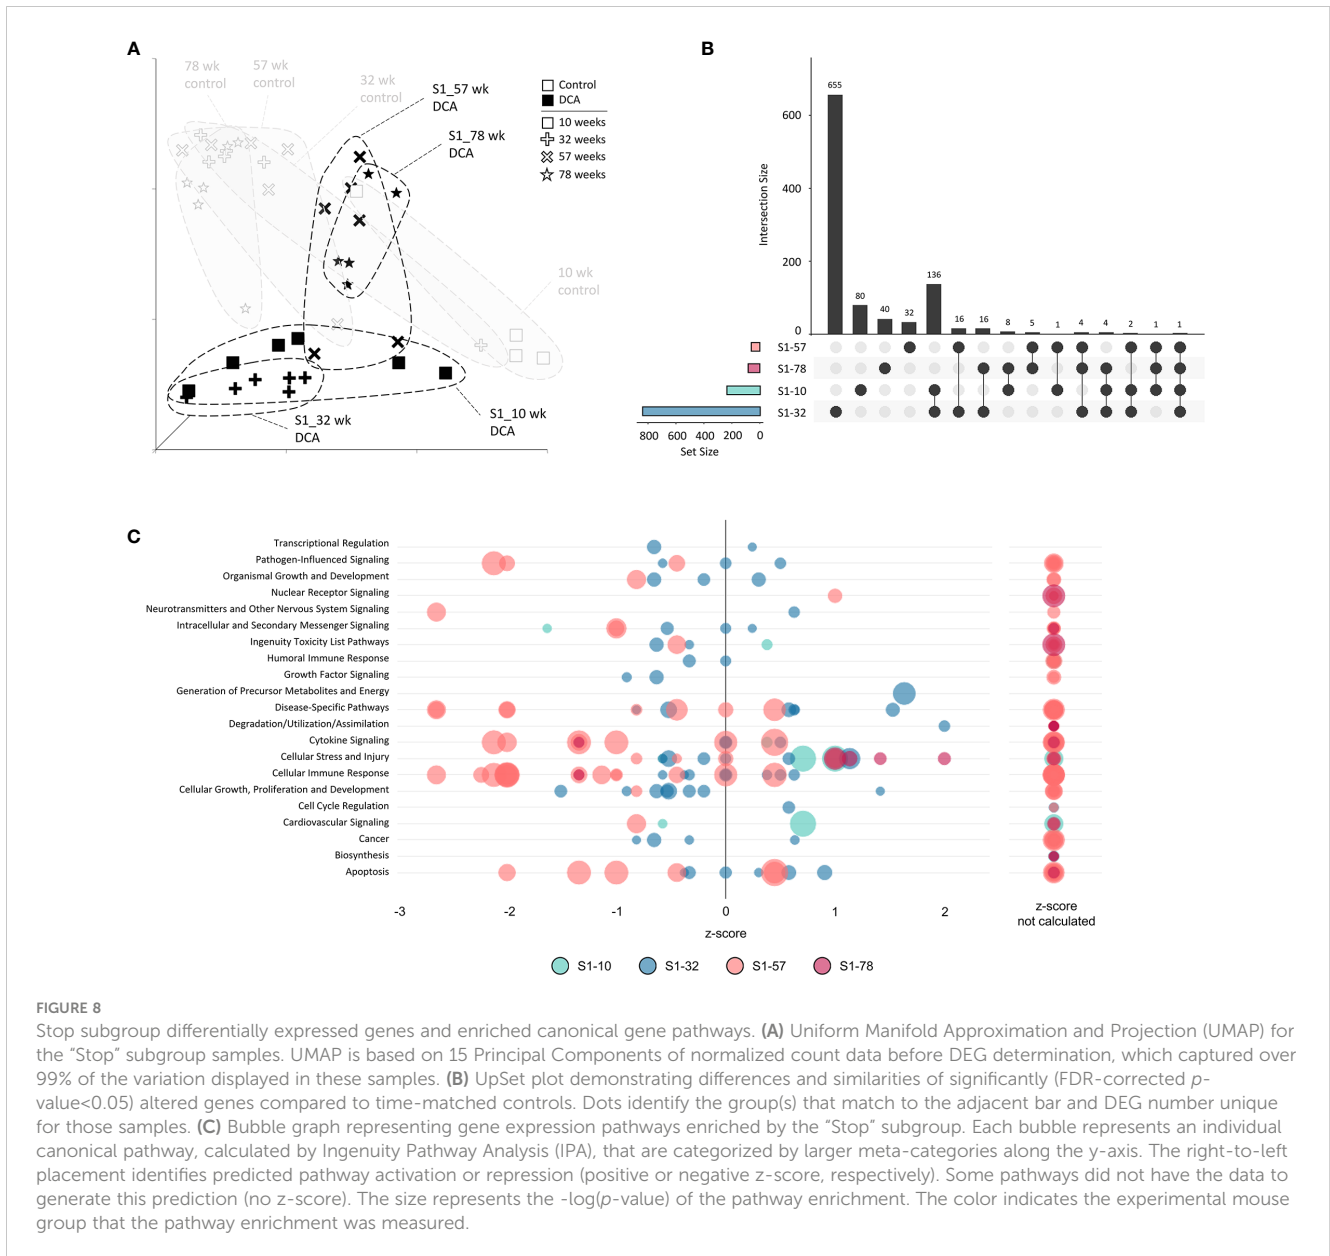 A
78 wk
control
57 wk
control
32 wk
control
S1_57 wk
DCA
S1_78 wk
DCA
Control
DCA
10 weeks
32 weeks
57 weeks
78 weeks
10 wk
control
S1_32 wk
DCA
S1_10 wk
DCA
B
Intersection Size
600
400
200
0
655
80
40
32
136
16
16
8
5
1
4
4
2
1
1
S1-57
S1-78
S1-10
S1-32
800 600 400 200 0
Set Size
C
Transcriptional Regulation
Pathogen-Influenced Signaling
Organismal Growth and Development
Nuclear Receptor Signaling
Neurotransmitters and Other Nervous System Signaling
Intracellular and Secondary Messenger Signaling
Ingenuity Toxicity List Pathways
Humoral Immune Response
Growth Factor Signaling
Generation of Precursor Metabolites and Energy
Disease-Specific Pathways
Degradation/Utilization/Assimilation
Cytokine Signaling
Cellular Stress and Injury
Cellular Immune Response
Cellular Growth, Proliferation and Development
Cell Cycle Regulation
Cardiovascular Signaling
Cancer
Biosynthesis
Apoptosis
-3 -2 -1 0 1 2
z-score
z-score
not calculated
S1-10 S1-32 S1-57 S1-78
FIGURE 8
Stop subgroup differentially expressed genes and enriched canonical gene pathways. (A) Uniform Manifold Approximation and Projection (UMAP) for
the “Stop” subgroup samples. UMAP is based on 15 Principal Components of normalized count data before DEG determination, which captured over
99% of the variation displayed in these samples. (B) UpSet plot demonstrating differences and similarities of significantly (FDR-corrected p-
value<0.05) altered genes compared to time-matched controls. Dots identify the group(s) that match to the adjacent bar and DEG number unique
for those samples. (C) Bubble graph representing gene expression pathways enriched by the “Stop” subgroup. Each bubble represents an individual
canonical pathway, calculated by Ingenuity Pathway Analysis (IPA), that are categorized by larger meta-categories along the y-axis. The right-to-left
placement identifies predicted pathway activation or repression (positive or negative z-score, respectively). Some pathways did not have the data to
generate this prediction (no z-score). The size represents the -log(p-value) of the pathway enrichment. The color indicates the experimental mouse
group that the pathway enrichment was measured.